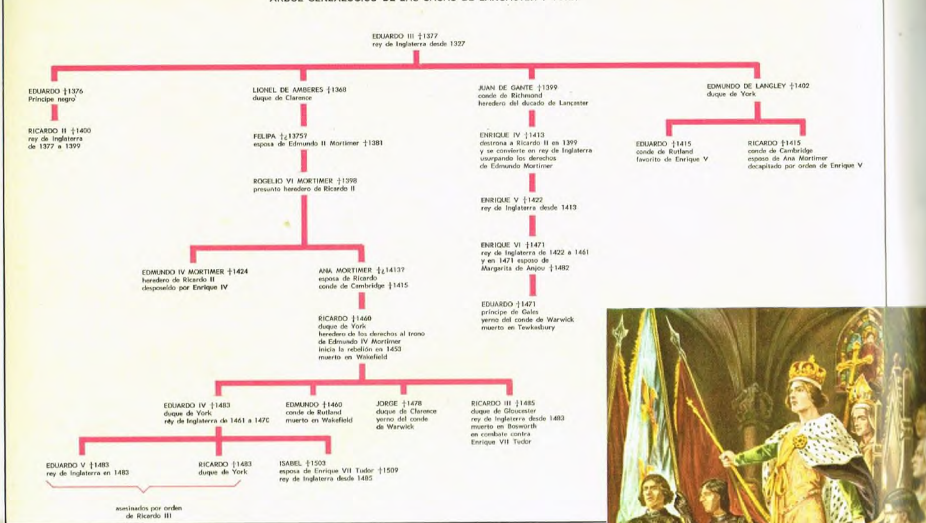 EDUARDO III †1377
rey de Inglaterra desde 1327
EDUARDO †1376
Príncipe negro
RICARDO II †1400
rey de Inglaterra
de 1377 a 1399
LIONEL DE AMBERES †1368
duque de Clarence
FELIPA †¿1375?
esposa de Edmundo II Mortimer †1381
ROGELIO VI MORTIMER †1398
presunto heredero de Ricardo II
EDMUNDO IV MORTIMER †1424
heredero de Ricardo II
desposeído por Enrique IV
ANA MORTIMER †¿1413?
esposa de Ricardo
conde de Cambridge †1415
RICARDO †1460
duque de York
heredero de los derechos al trono
de Edmundo IV Mortimer
inicia la rebelión en 1453
muerto en Wakefield
EDUARDO IV †1483
duque de York
rey de Inglaterra de 1461 a 1470
EDMUNDO †1460
conde de Rutland
muerto en Wakefield
JORGE †1478
duque de Clarence
yerno del conde
de Warwick
RICARDO III †1485
duque de Gloucester
rey de Inglaterra desde 1483
muerto en Bosworth
en combate contra
Enrique VII Tudor
EDUARDO V †1483
rey de Inglaterra en 1483
RICARDO †1483
duque de York
asesinados por orden
de Ricardo III
ISABEL †1503
esposa de Enrique VII Tudor †1509
rey de Inglaterra desde 1485
JUAN DE GANTE †1399
conde de Richmond
heredero del ducado de Lancaster
ENRIQUE IV †1413
destrona a Ricardo II en 1399
y se convierte en rey de Inglaterra
usurpando los derechos
de Edmundo Mortimer
ENRIQUE V †1422
rey de Inglaterra desde 1413
ENRIQUE VI †1471
rey de Inglaterra de 1422 a 1461
y en 1471 esposo de
Margarita de Anjou †1482
EDUARDO †1471
príncipe de Gales
yerno del conde de Warwick
muerto en Tewkesbury
EDMUNDO DE LANGLEY †1402
duque de York
EDUARDO †1415
conde de Rutland
favorito de Enrique V
RICARDO †1415
conde de Cambridge
esposo de Ana Mortimer
decapitado por orden de Enrique V